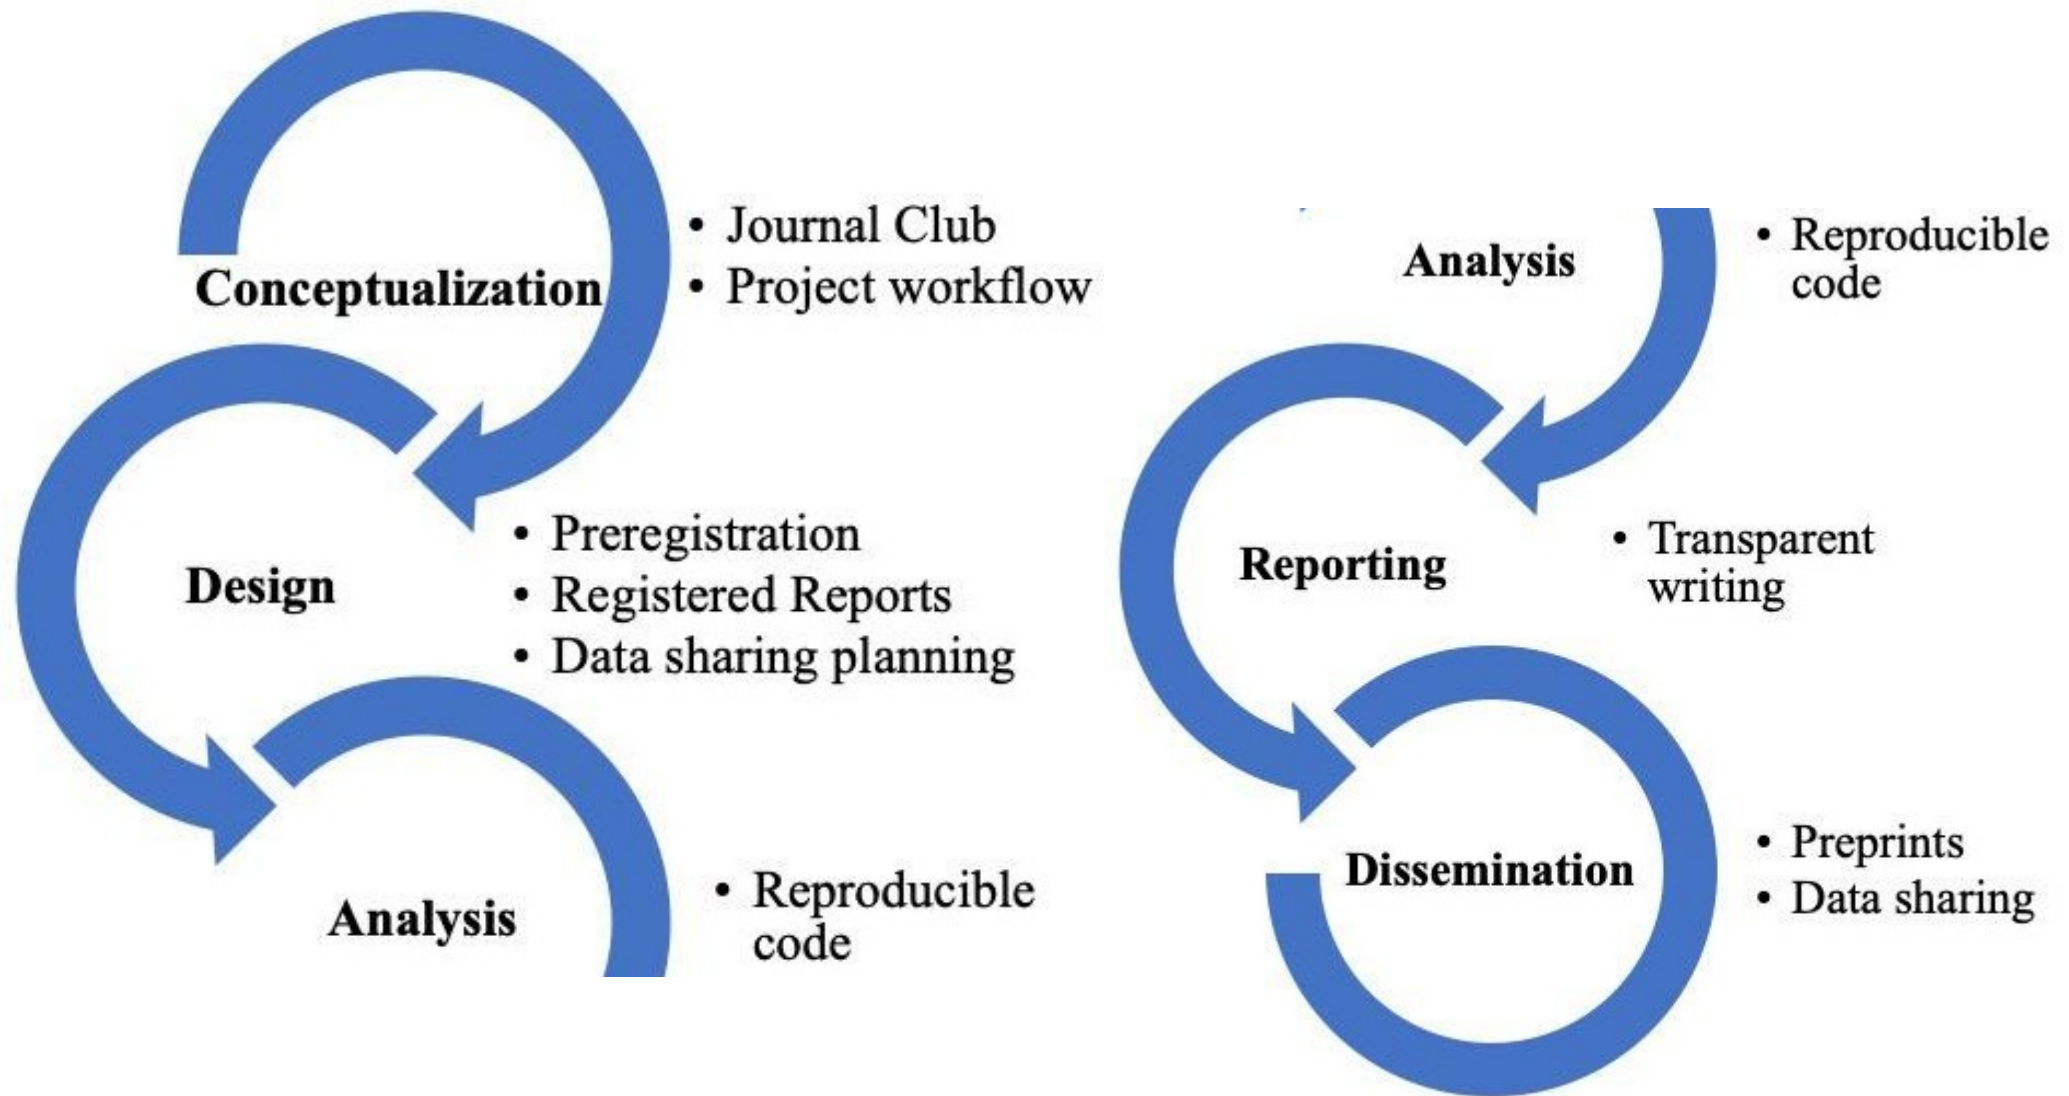 • Journal Club
• Project workflow
Conceptualization
• Preregistration
• Registered Reports
• Data sharing planning
Design
• Reproducible
code
Analysis
• Reproducible
code
Analysis
• Transparent
writing
Reporting
• Preprints
• Data sharing
Dissemination